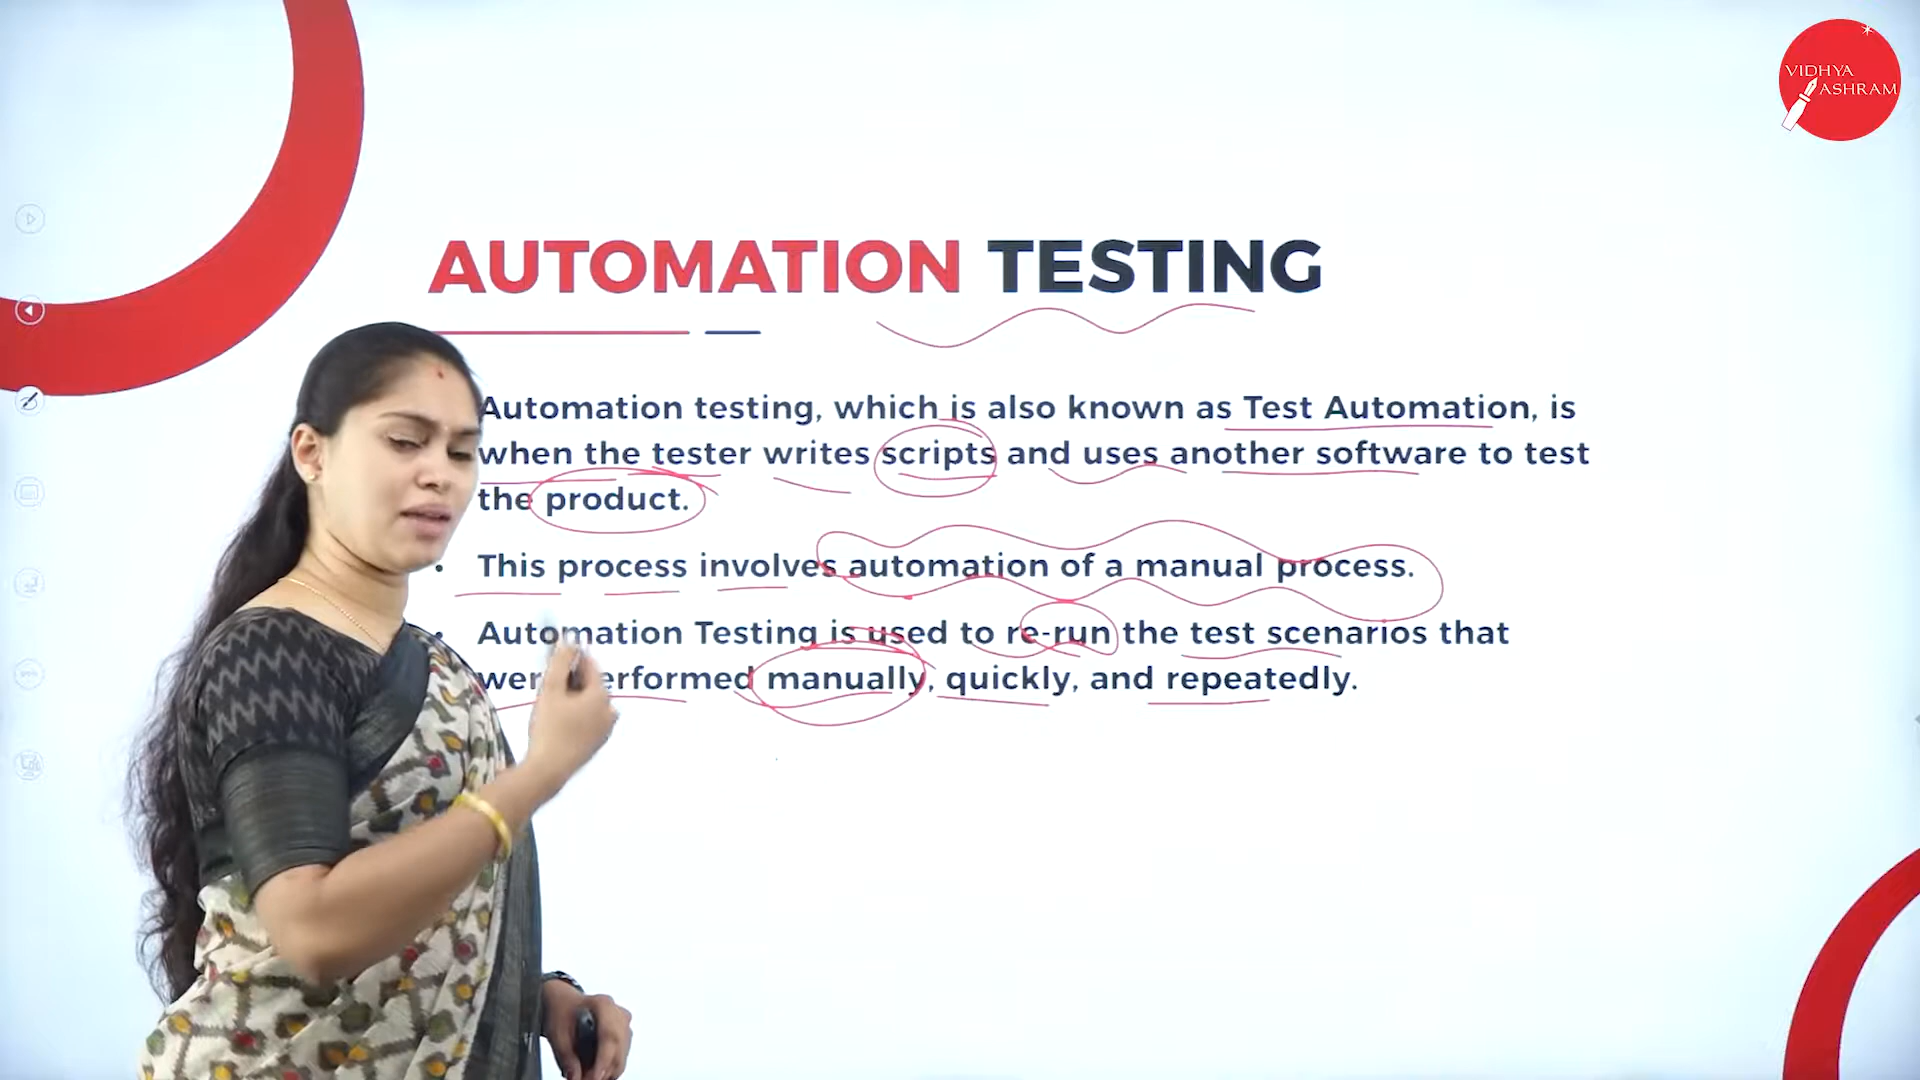 VIDHYA
ASHRAM
AUTOMATION TESTING
Automation testing, which is also known as Test Automation, is
when the tester writes scripts and uses another software to test
the product.
• This process involves automation of a manual process.
• Automation Testing is used to re-run the test scenarios that
manually, quickly, and repeatedly.